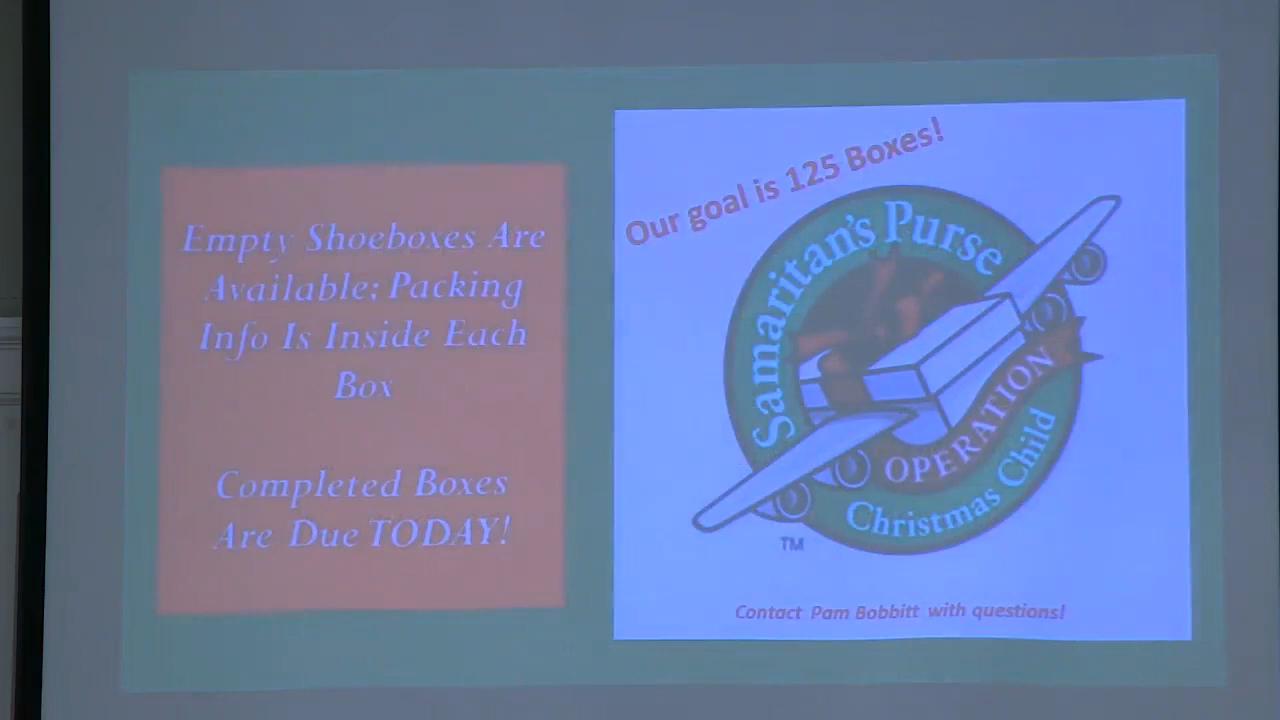 Empty Shoeboxes Are
Available; Packing
Info Is Inside Each
Box
Completed Boxes
Are Due TODAY!
Our goal is 125 Boxes!
Samaritan's Purse
OPERATION
Christmas Child
TM
Contact Pam Bobbitt with questions!